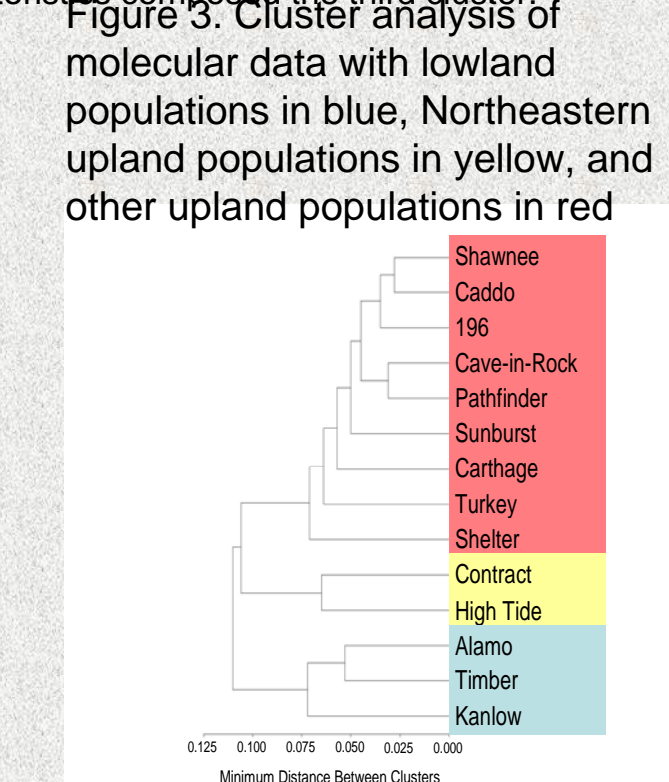 Figure 3. Cluster analysis of
molecular data with lowland
populations in blue, Northeastern
upland populations in yellow, and
other upland populations in red
Shawnee
Caddo
196
Cave-in-Rock
Pathfinder
Sunburst
Carthage
Turkey
Shelter
Contract
High Tide
Alamo
Timber
Kanlow
0.125 0.100 0.075 0.050 0.025 0.000
Minimum Distance Between Clusters